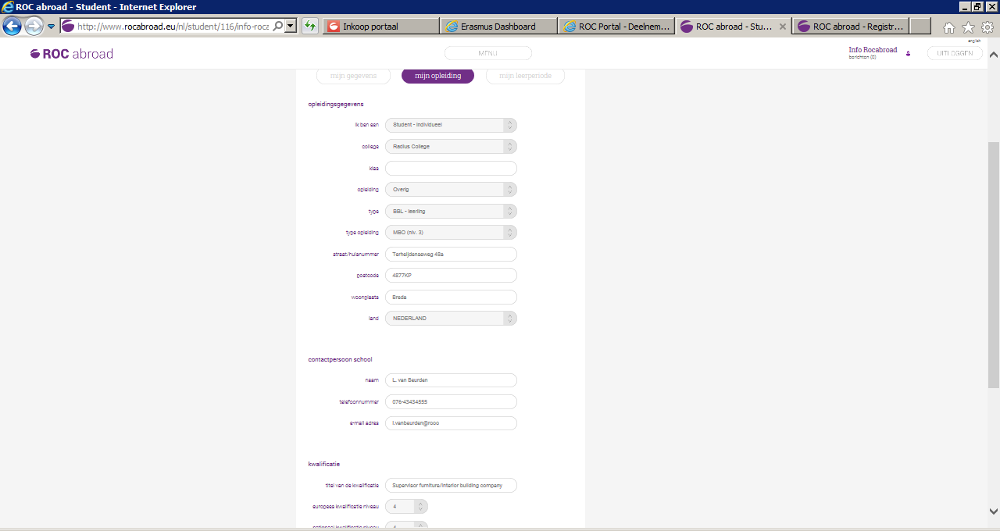 ROC abroad - Student - Internet Explorer
http://www.rocabroad.eu/nl/student/116/info-roca
Inkoop portaal
Erasmus Dashboard
ROC Portal - Deelnem...
ROC abroad - Stu...
ROC abroad - Registr...
english
ROC abroad
MENU
Info Rocabroad
berichten (0)
UITLOGGEN
mijn gegevens
mijn opleiding
mijn leerperiode
opleidingsgegevens
ik ben een Student - individueel
college Radius College
klas
opleiding Overig
type BBL - leerling
type opleiding MBO (niv. 3)
straat/huisnummer Terheijdenseweg 48a
postcode 4877KP
woonplaats Breda
land NEDERLAND
contactpersoon school
naam L. van Beurden
telefoonnummer 076-43434555
e-mail adres l.vanbeurden@rooo
kwalificatie
titel van de kwalificatie Supervisor furniture/interior building company
europees kwalificatie niveau 4
nationaal kwalificatie niveau